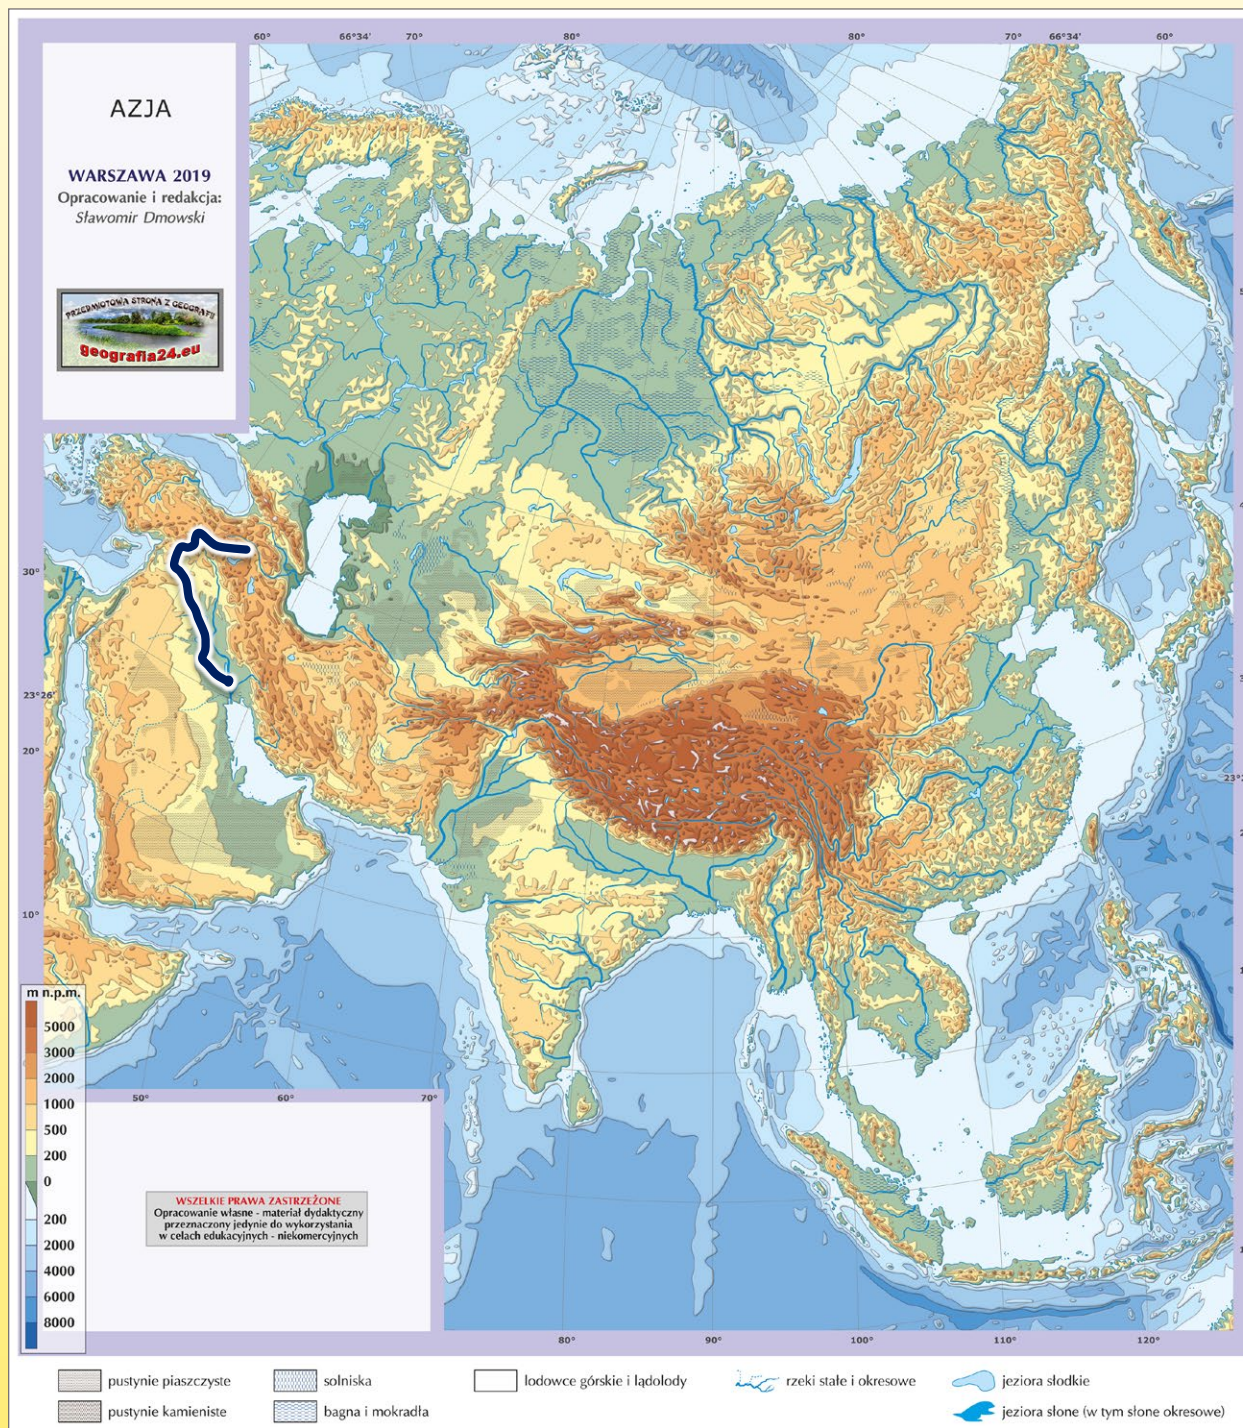 60°
66°34'
70°
80°
80°
70°
66°34'
60°
AZJA
WARSZAWA 2019
Opracowanie i redakcja:
Sławomir Dmowski
PRZEDMIOTOWA STRONA Z GEOGRAFII
geografia24.eu
30°
23°26'
20°
10°
m n.p.m.
5000
3000
2000
1000
500
200
0
200
2000
4000
6000
8000
50°
60°
70°
WSZELKIE PRAWA ZASTRZEŻONE
Opracowanie własne - materiał dydaktyczny
przeznaczony jedynie do wykorzystania
w celach edukacyjnych - niekomercyjnych
80°
90°
100°
110°
120°
pustynie piaszczyste
solniska
lodowce górskie i lądolody
rzeki stałe i okresowe
jeziora słodkie
pustynie kamieniste
bagna i mokradła
jeziora słone (w tym słone okresowe)